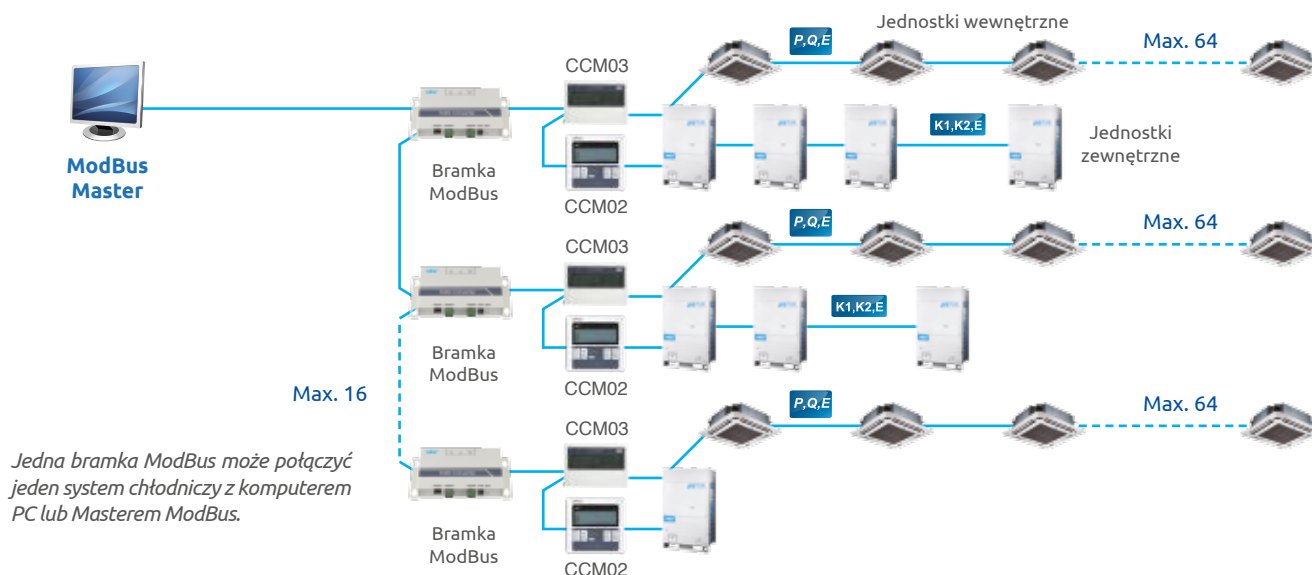 Jednostki wewnętrzne
P,Q,E
Max. 64
CCM03
K1,K2,E
Jednostki
zewnętrzne
ModBus
Master
Bramka
ModBus
CCM02
CCM03
P,Q,E
Max. 64
K1,K2,E
Bramka
ModBus
CCM02
Max. 16
CCM03
P,Q,E
Max. 64
Jedna bramka ModBus może połączyć
jeden system chłodniczy z komputerem
PC lub Masterem ModBus.
Bramka
ModBus
CCM02